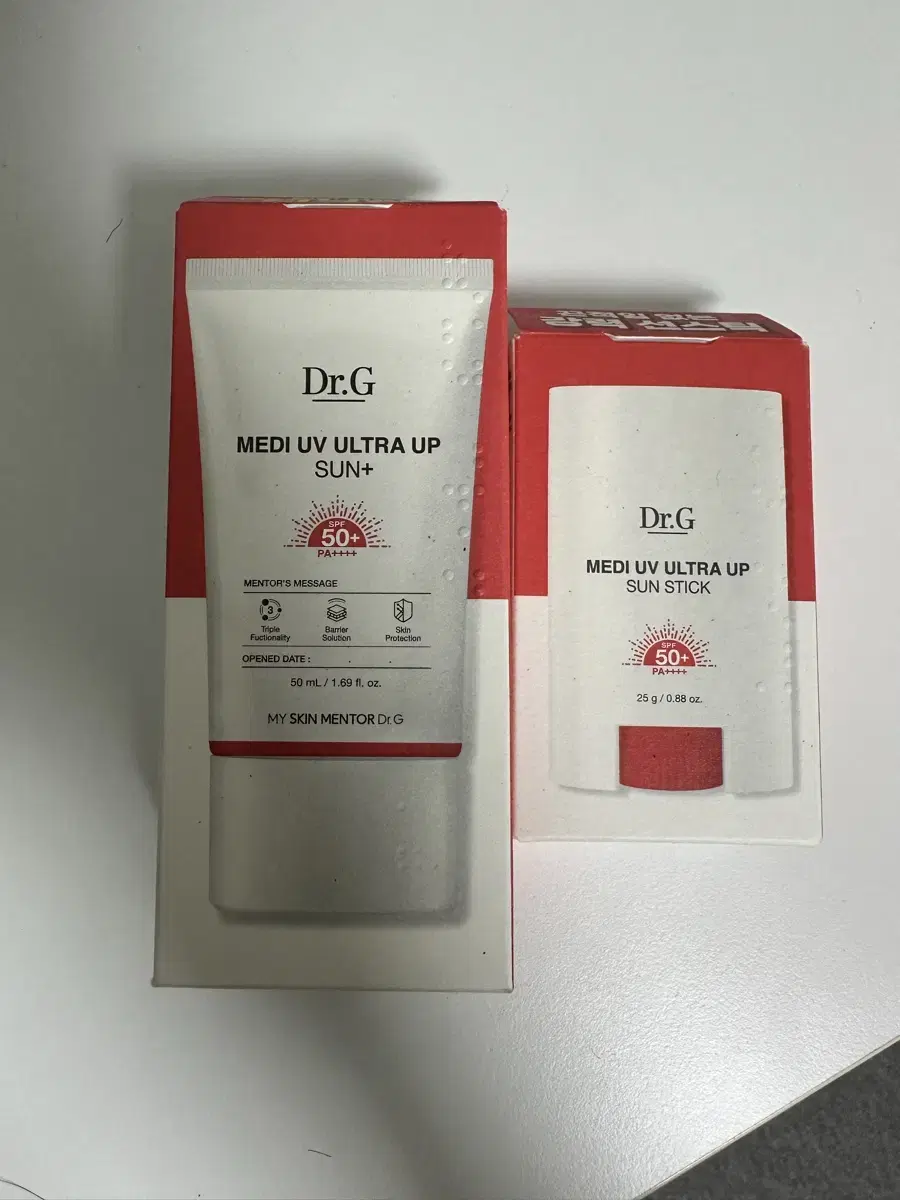 Dr.G
MEDI UV ULTRA UP
SUN+
SPF
50+
PA++++
MENTOR'S MESSAGE
3
Triple
Fuctionality
Barrier
Solution
Skin
Protection
OPENED DATE : . .
50 mL / 1.69 fl. oz.
MY SKIN MENTOR Dr.G
Dr.G
MEDI UV ULTRA UP
SUN STICK
SPF
50+
PA++++
25 g / 0.88 oz.